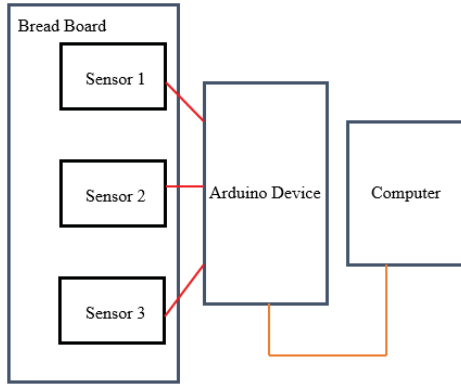 Bread Board
Sensor 1
Sensor 2
Sensor 3
Arduino Device
Computer